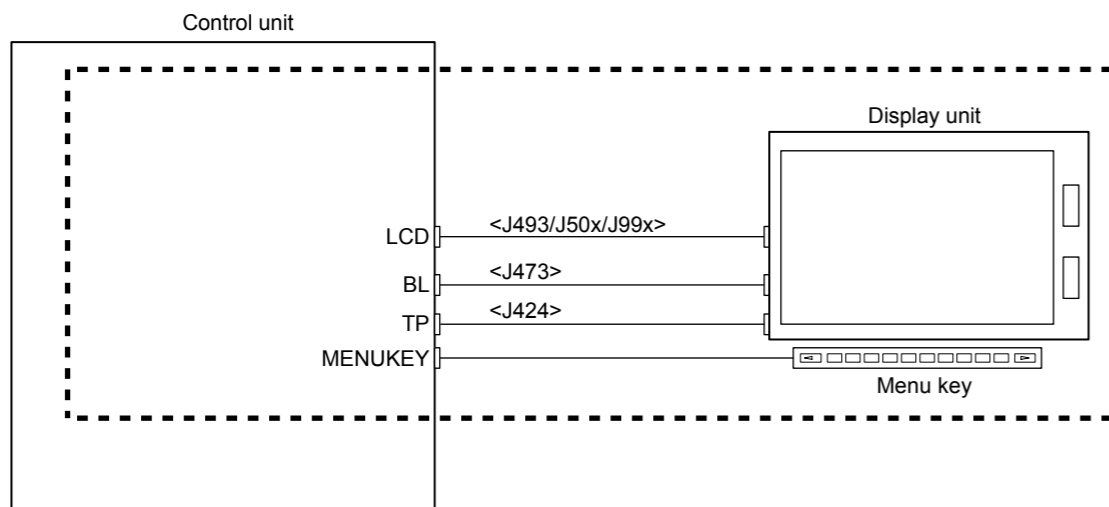 Control unit
Display unit
LCD <J493/J50x/J99x>
BL <J473>
TP <J424>
MENUKEY
Menu key